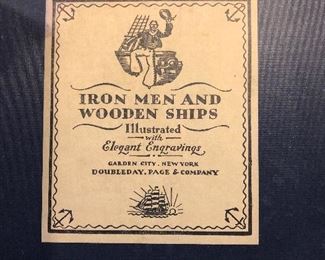 IRON MEN AND
WOODEN SHIPS
Illustrated
with
Elegant Engravings
GARDEN CITY, NEW YORK
DOUBLEDAY, PAGE & COMPANY